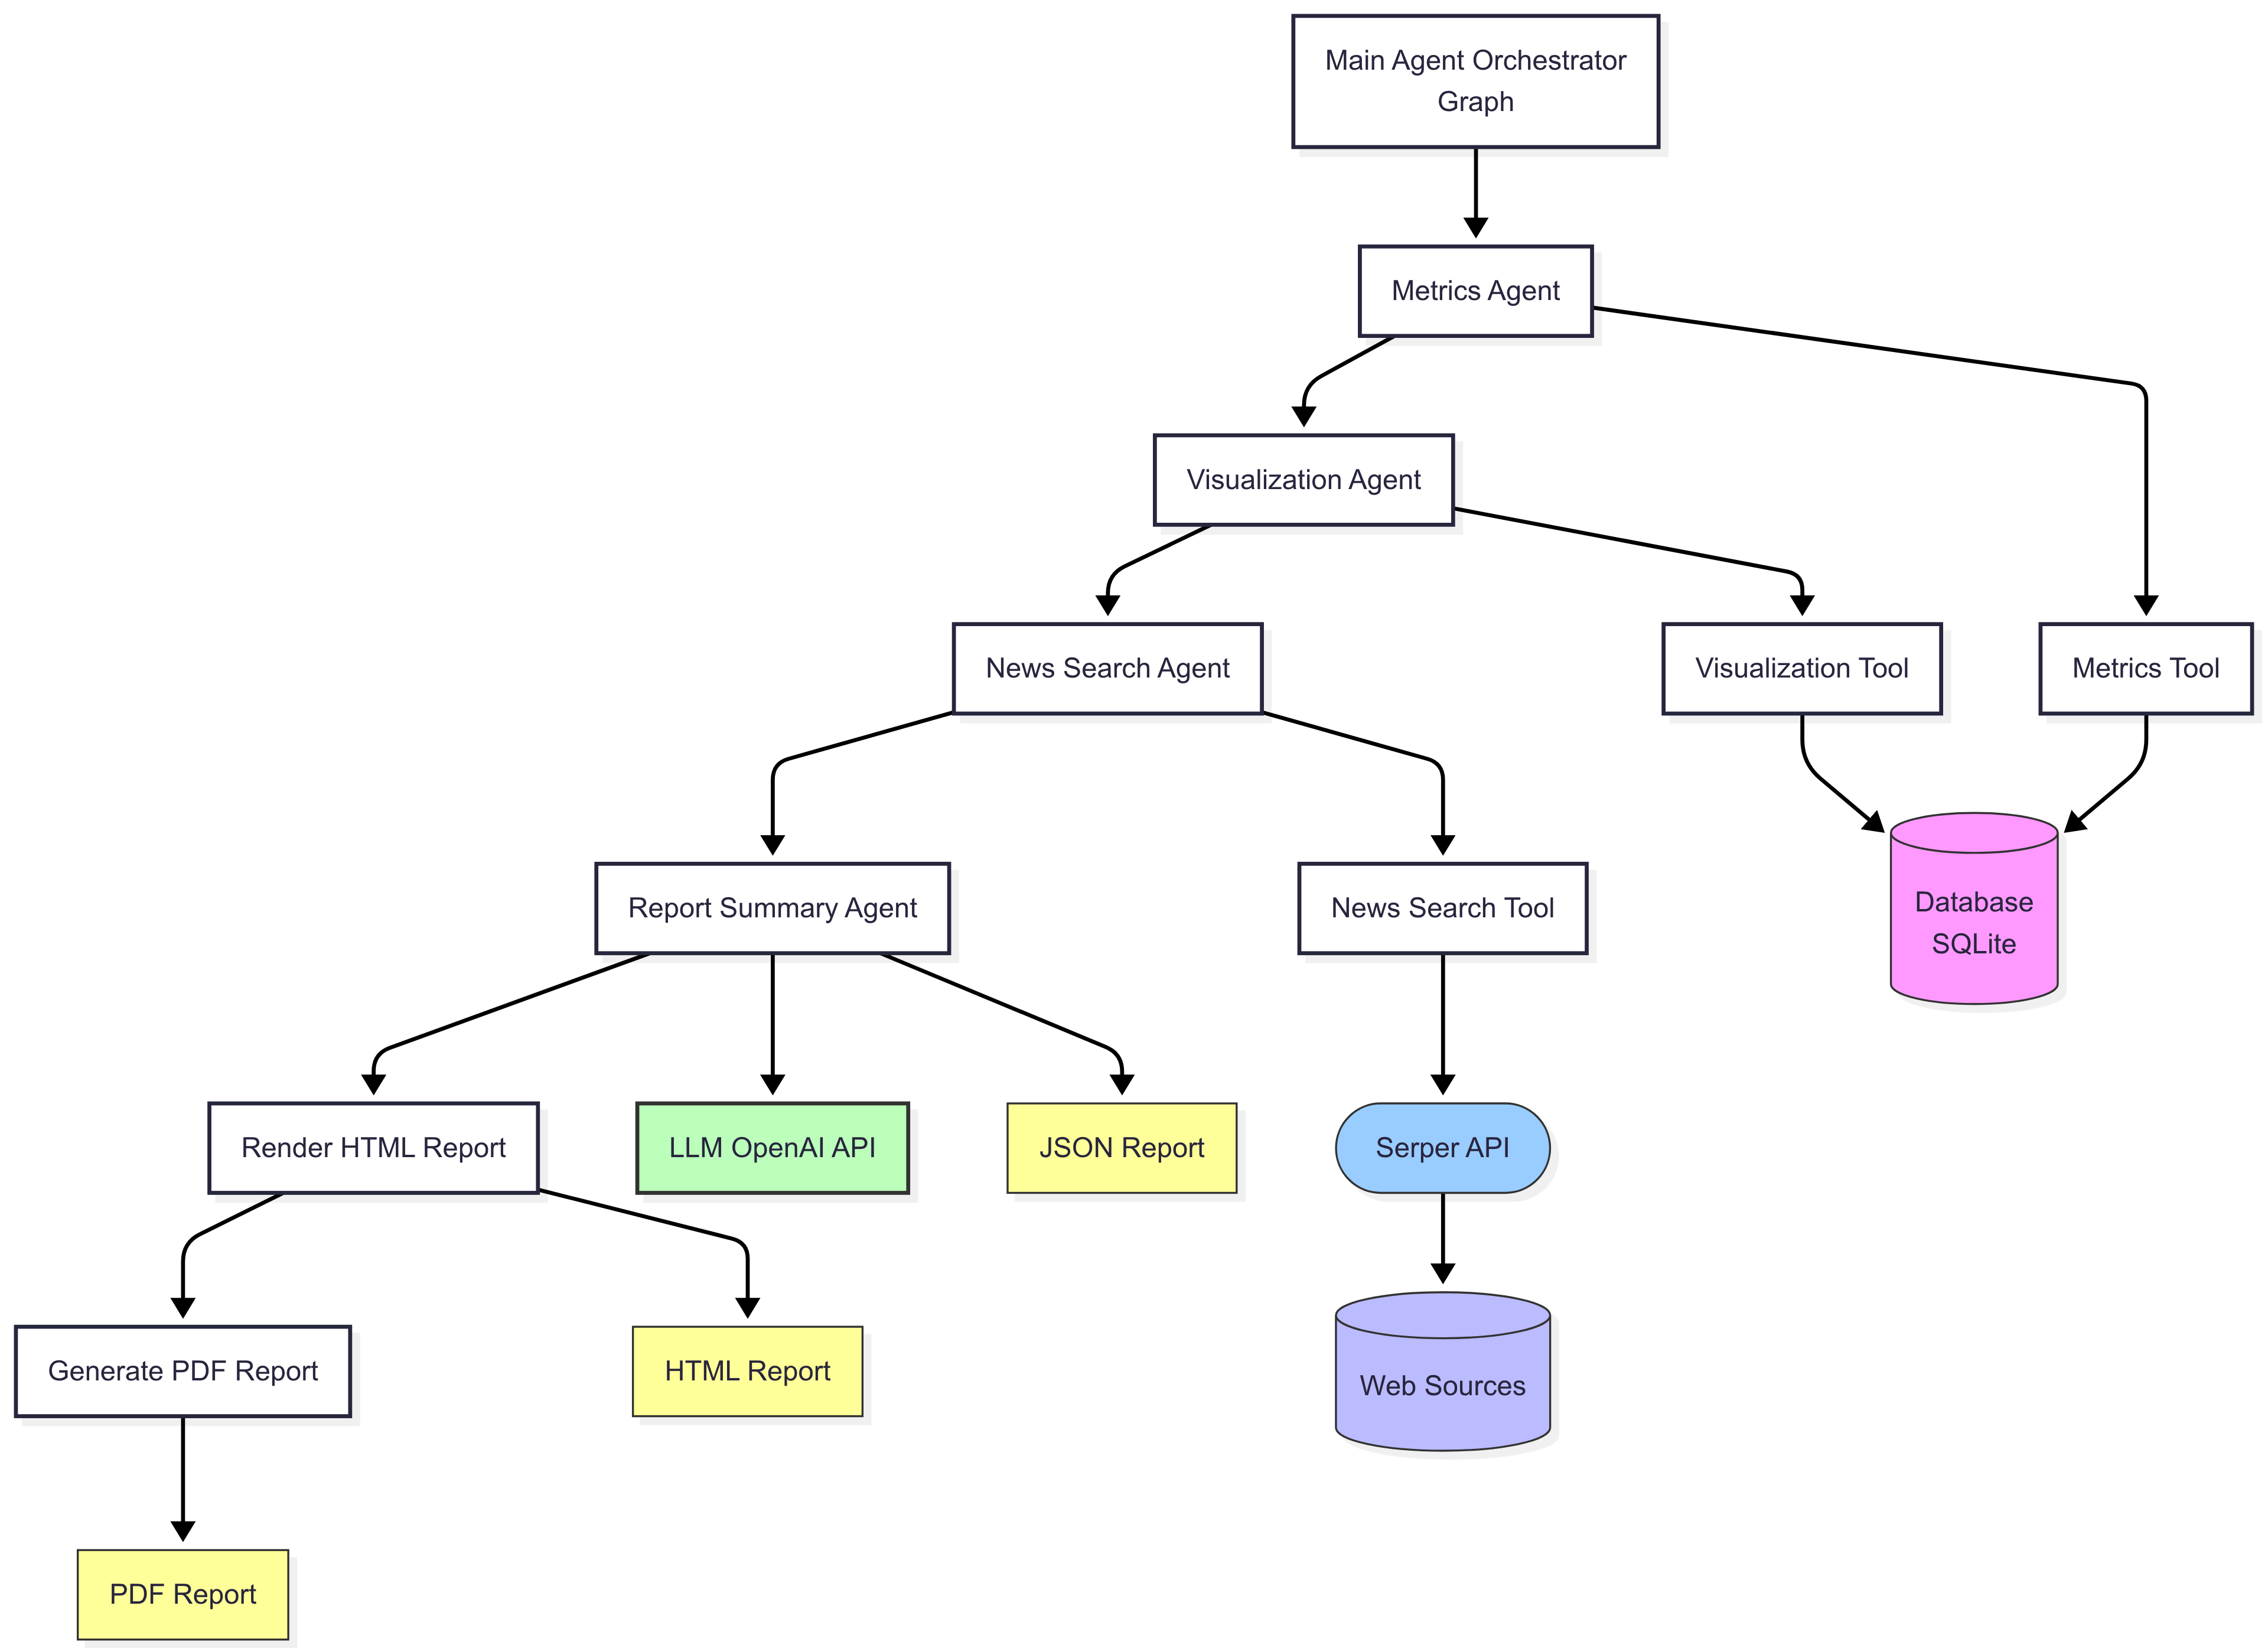 Main Agent Orchestrator
Graph
Metrics Agent
Visualization Agent
News Search Agent
Visualization Tool
Metrics Tool
Report Summary Agent
News Search Tool
Database
SQLite
Render HTML Report
LLM OpenAI API
JSON Report
Serper API
Generate PDF Report
HTML Report
Web Sources
PDF Report